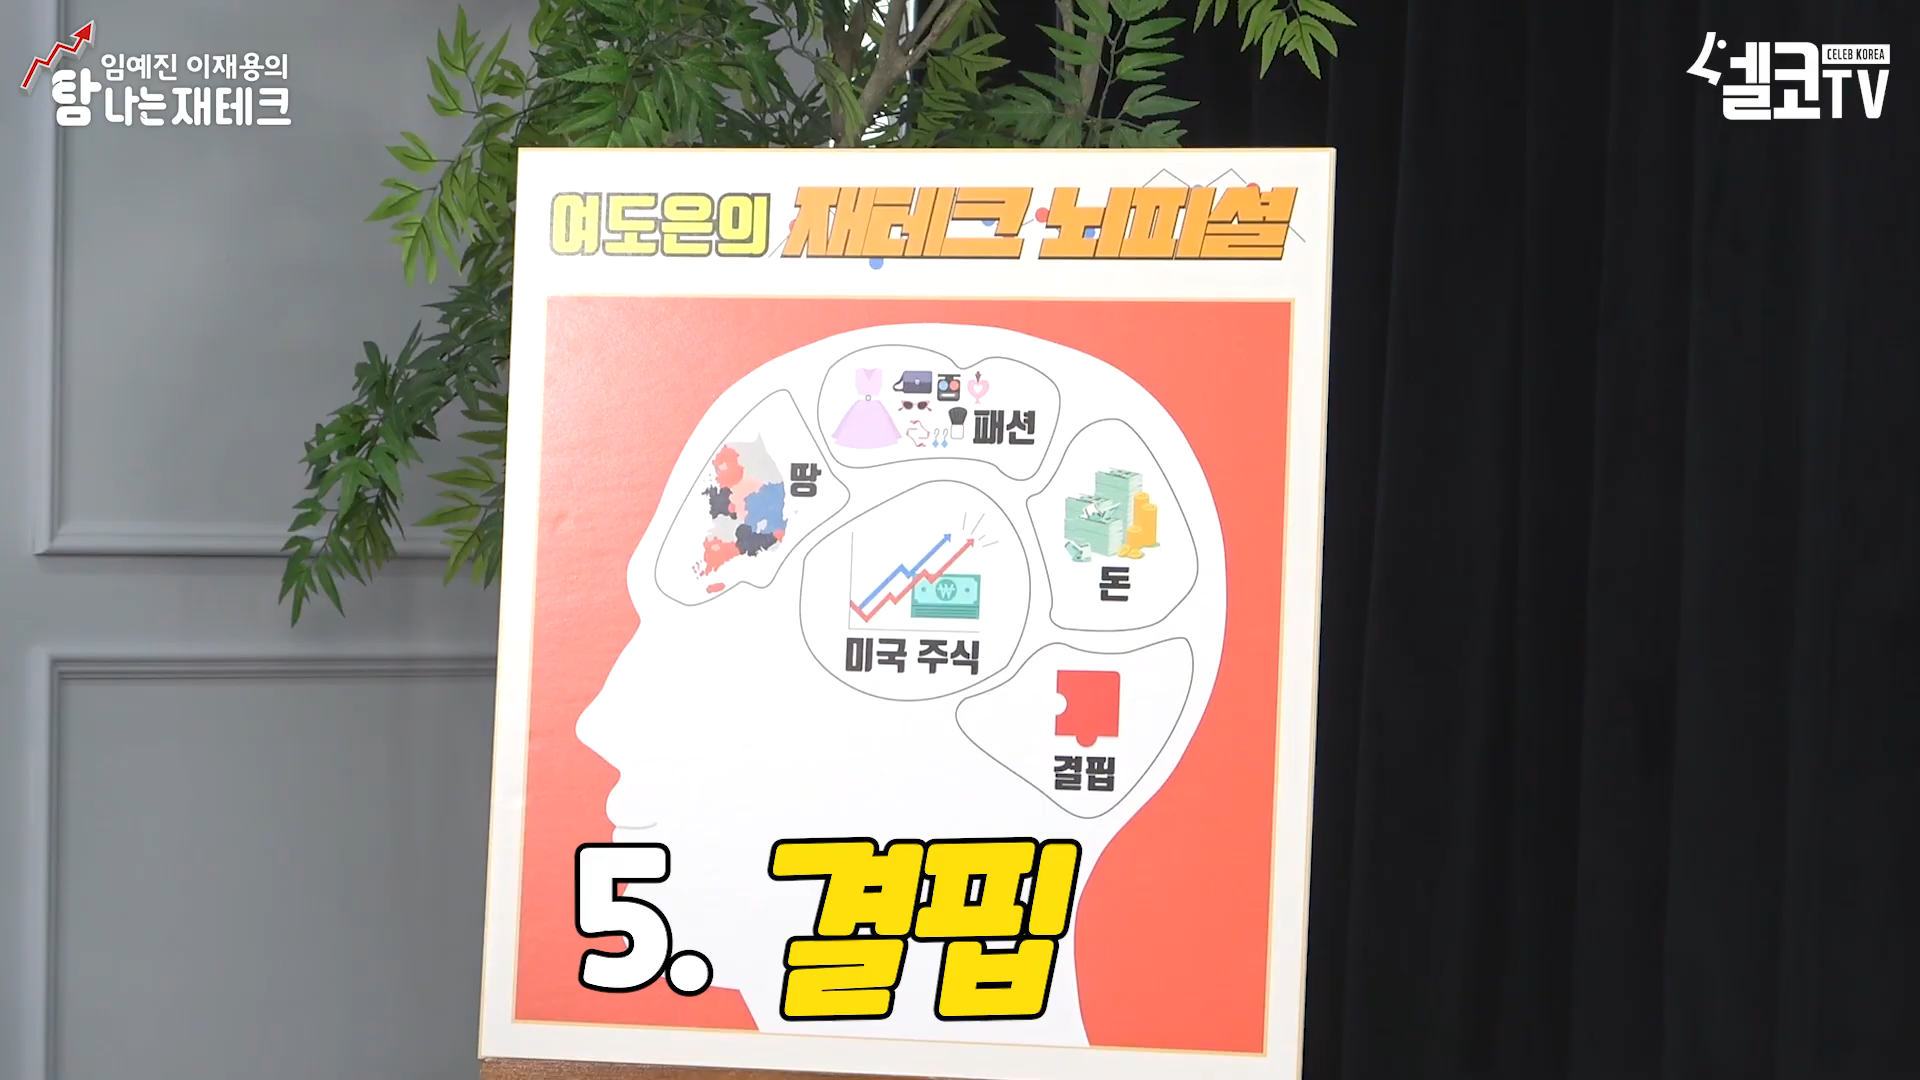 임예진 이재용의
탐나는재테크
셀코TV
CELEB KOREA
여도은의 재테크 뇌피셜
패션
땅
돈
미국 주식
결핍
5. 결핍